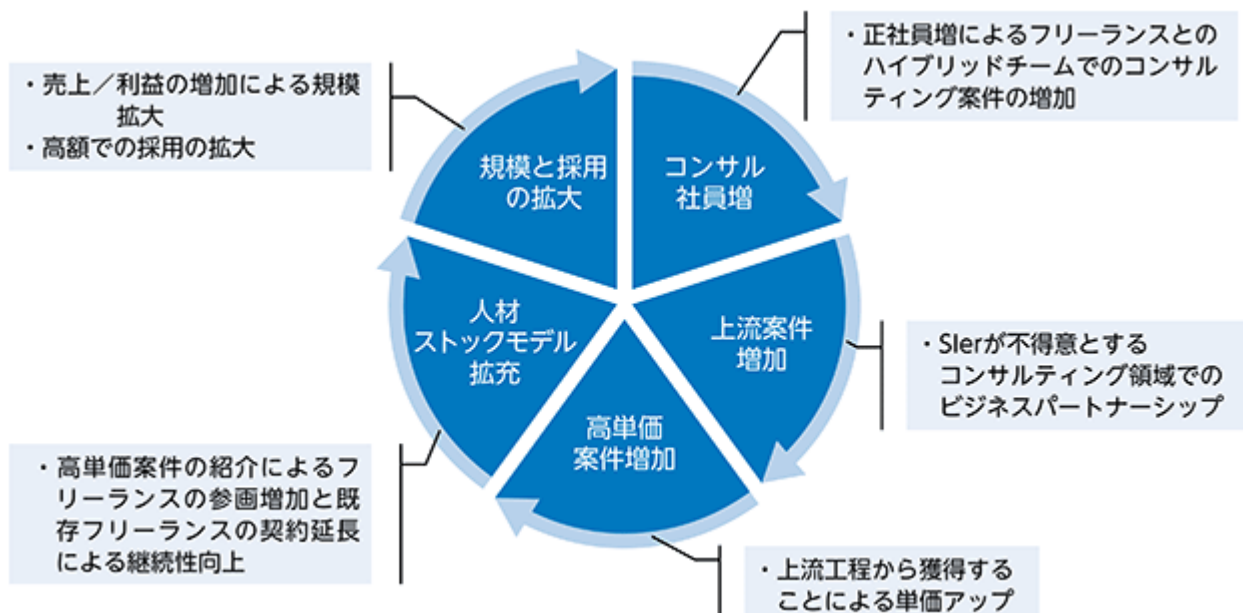 ・売上／利益の増加による規模
拡大
・高額での採用の拡大
・正社員増によるフリーランスとの
ハイブリッドチームでのコンサル
ティング案件の増加
規模と採用
の拡大
コンサル
社員増
人材
ストックモデル
拡充
上流案件
増加
高単価
案件増加
・SIerが不得意とする
コンサルティング領域での
ビジネスパートナーシップ
・高単価案件の紹介によるフ
リーランスの参画増加と既
存フリーランスの契約延長
による継続性向上
・上流工程から獲得する
ことによる単価アップ